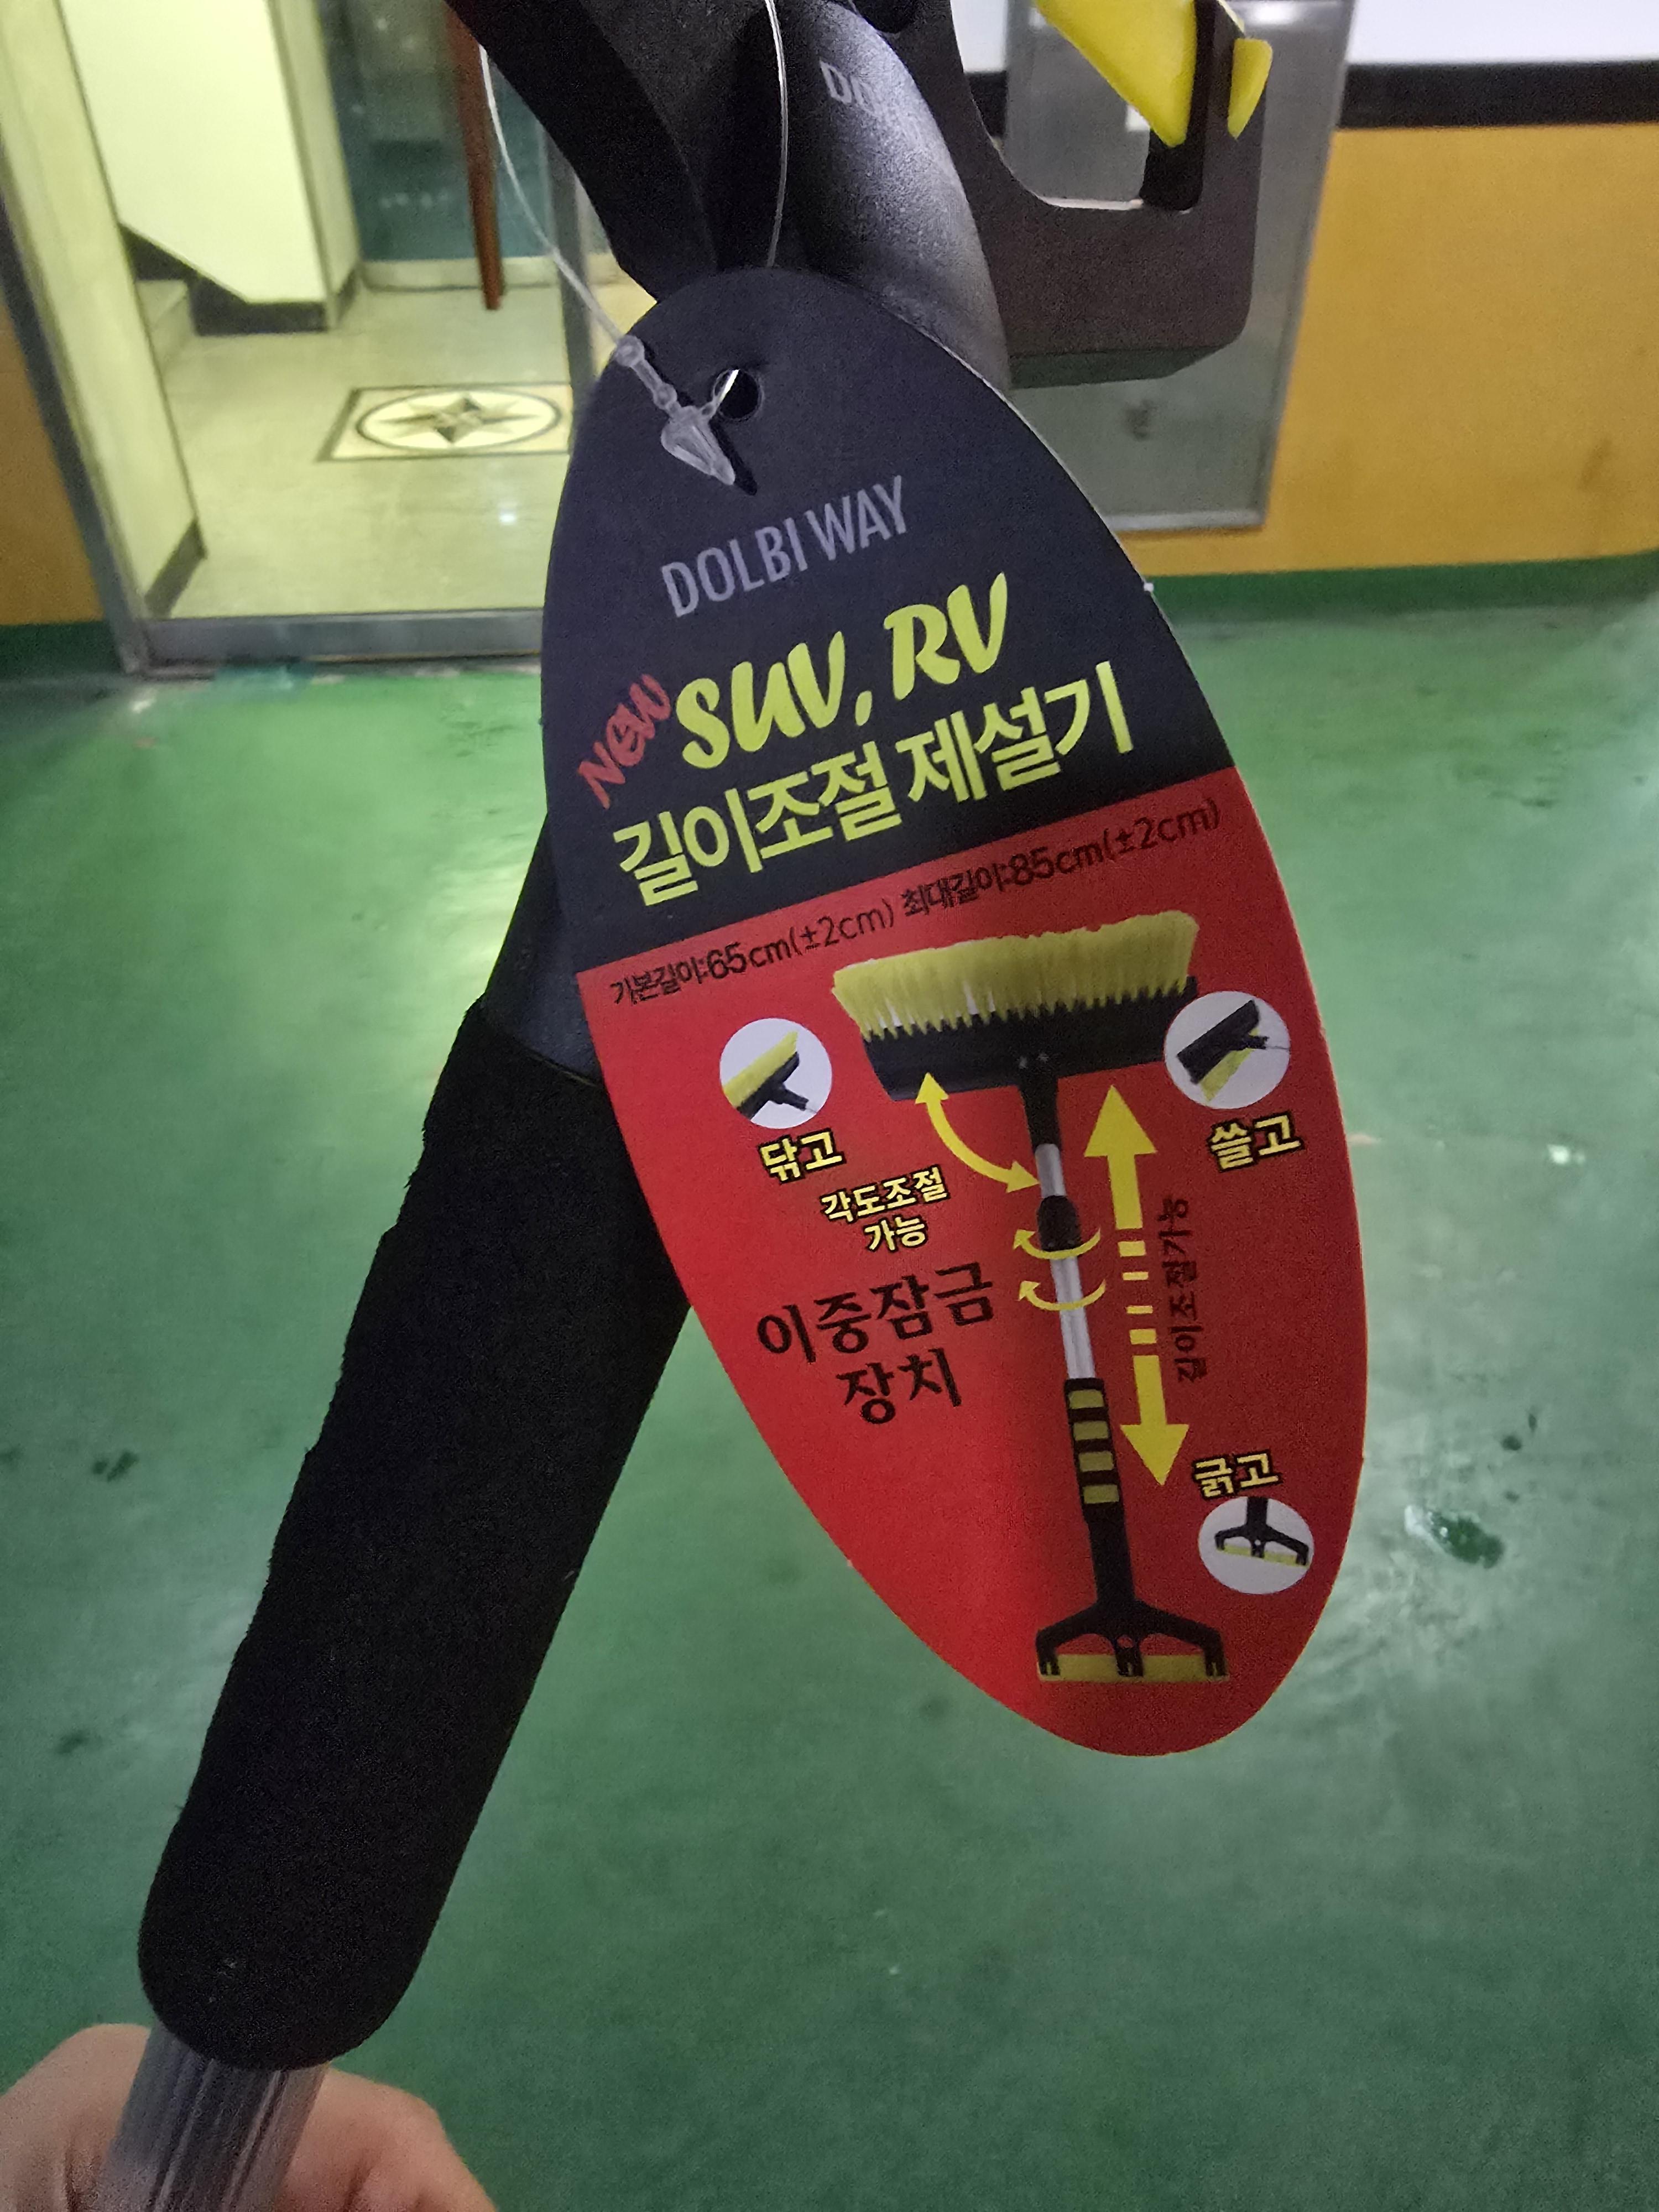 DOLBI WAY
NEW SUV, RV
길이조절 제설기
기본길이:65cm(±2cm) 최대길이:85cm(±2cm)
닦고
쓸고
각도조절
가능
이중잠금
장치
길이조절가능
긁고